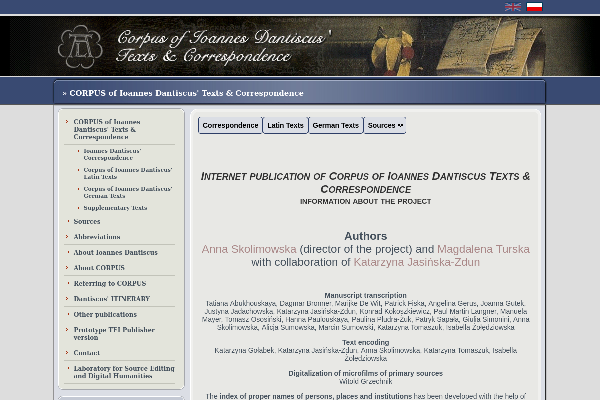 Corpus of Ioannes Dantiscus'
Texts & Correspondence
» CORPUS of Ioannes Dantiscus' Texts & Correspondence
CORPUS of Ioannes
Dantiscus' Texts &
Correspondence
Ioannes Dantiscus'
Correspondence
Corpus of Ioannes Dantiscus'
Latin Texts
Corpus of Ioannes Dantiscus'
German Texts
Supplementary Texts
Sources
Abbreviations
About Ioannes Dantiscus
About CORPUS
Referring to CORPUS
Dantiscus' ITINERARY
Other publications
Prototype TEI Publisher
version
Contact
Laboratory for Source Editing
and Digital Humanities
Correspondence Latin Texts German Texts Sources
INTERNET PUBLICATION OF CORPUS OF IOANNES DANTISCUS TEXTS &
CORRESPONDENCE
INFORMATION ABOUT THE PROJECT
Authors
Anna Skolimowska (director of the project) and Magdalena Turska
with collaboration of Katarzyna Jasińska-Zdun
Manuscript transcription
Tatiana Abukhouskaya, Dagmar Bronner, Marijke De Wit, Patrick Fiska, Angelina Gerus, Joanna Gutek,
Justyna Jadachowska, Katarzyna Jasińska-Zdun, Konrad Kokoszkiewicz, Paul Martin Langner, Manuela
Mayer, Tomasz Ososiński, Hanna Paulouskaya, Paulina Pludra-Żuk, Patryk Sapała, Giulia Simonini, Anna
Skolimowska, Alicja Sumowska, Marcin Sumowski, Katarzyna Tomaszuk, Isabella Żołędziowska
Text encoding
Katarzyna Gołąbek, Katarzyna Jasińska-Zdun, Anna Skolimowska, Katarzyna Tomaszuk, Isabella
Żołędziowska
Digitalization of microfilms of primary sources
Witold Grzechnik
The index of proper names of persons, places and institutions has been developed with the help of